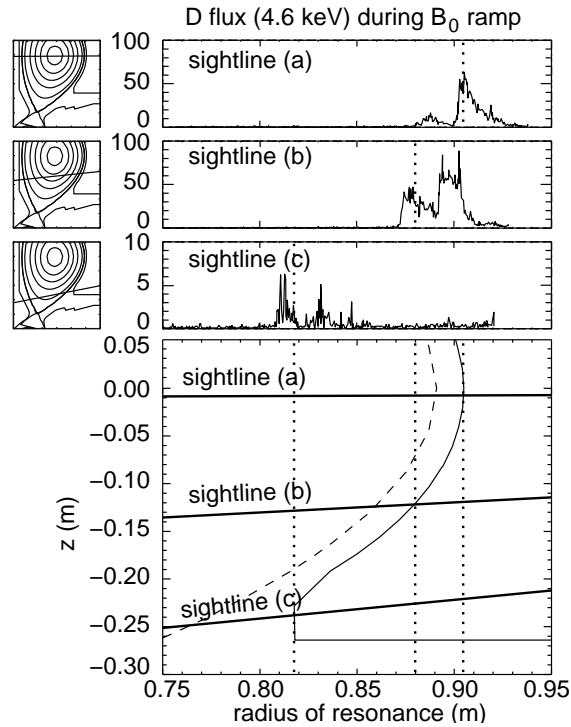 D flux (4.6 keV) during B₀ ramp
100
50
0
sightline (a)
100
50
0
sightline (b)
10
5
0
sightline (c)
0.05
0.00
−0.05
−0.10
−0.15
−0.20
−0.25
−0.30
z (m)
sightline (a)
sightline (b)
sightline (c)
0.75 0.80 0.85 0.90 0.95
radius of resonance (m)